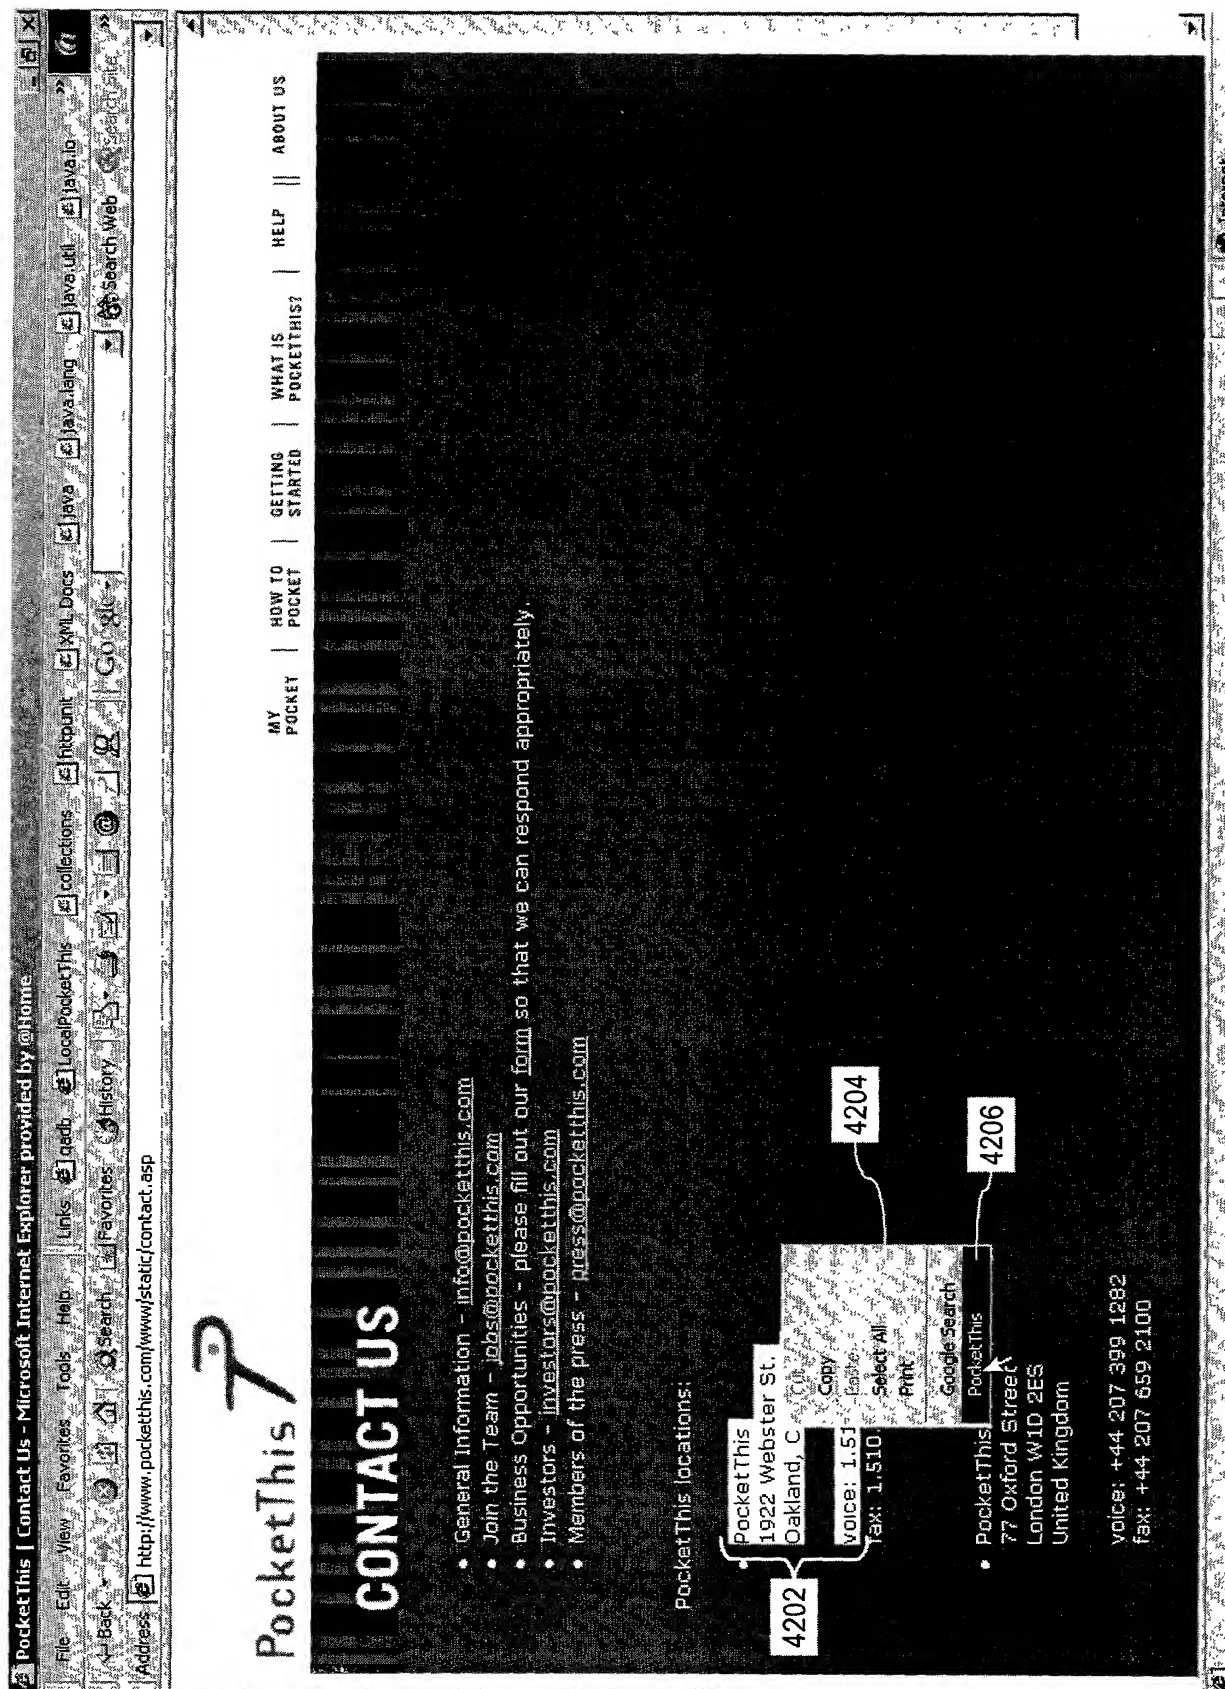 PocketThis | Contact Us - Microsoft Internet Explorer provided by @Home
File Edit View Favorites Tools Help Links qadb LocalPocketThis collections httpunit XML Docs java java.lang java.util java.io »
Back Search Favorites History Google Search Web Search Site »
Address http://www.pocketthis.com/www/static/contact.asp
PocketThis
MY POCKET | HOW TO POCKET | GETTING STARTED | WHAT IS POCKETTHIS? | HELP || ABOUT US
CONTACT US
• General Information - info@pocketthis.com
• Join the Team - jobs@pocketthis.com
• Business Opportunities - please fill out our form so that we can respond appropriately.
• Investors - investors@pocketthis.com
• Members of the press - press@pocketthis.com
PocketThis locations:
• PocketThis
1922 Webster St.
Oakland, C
voice: 1.51
fax: 1.510.
4202
Cut
Copy
Paste
Select All
Print
Google Search
PocketThis
4204
4206
• PocketThis
77 Oxford Street
London W1D 2ES
United Kingdom
voice: +44 207 399 1282
fax: +44 207 659 2100